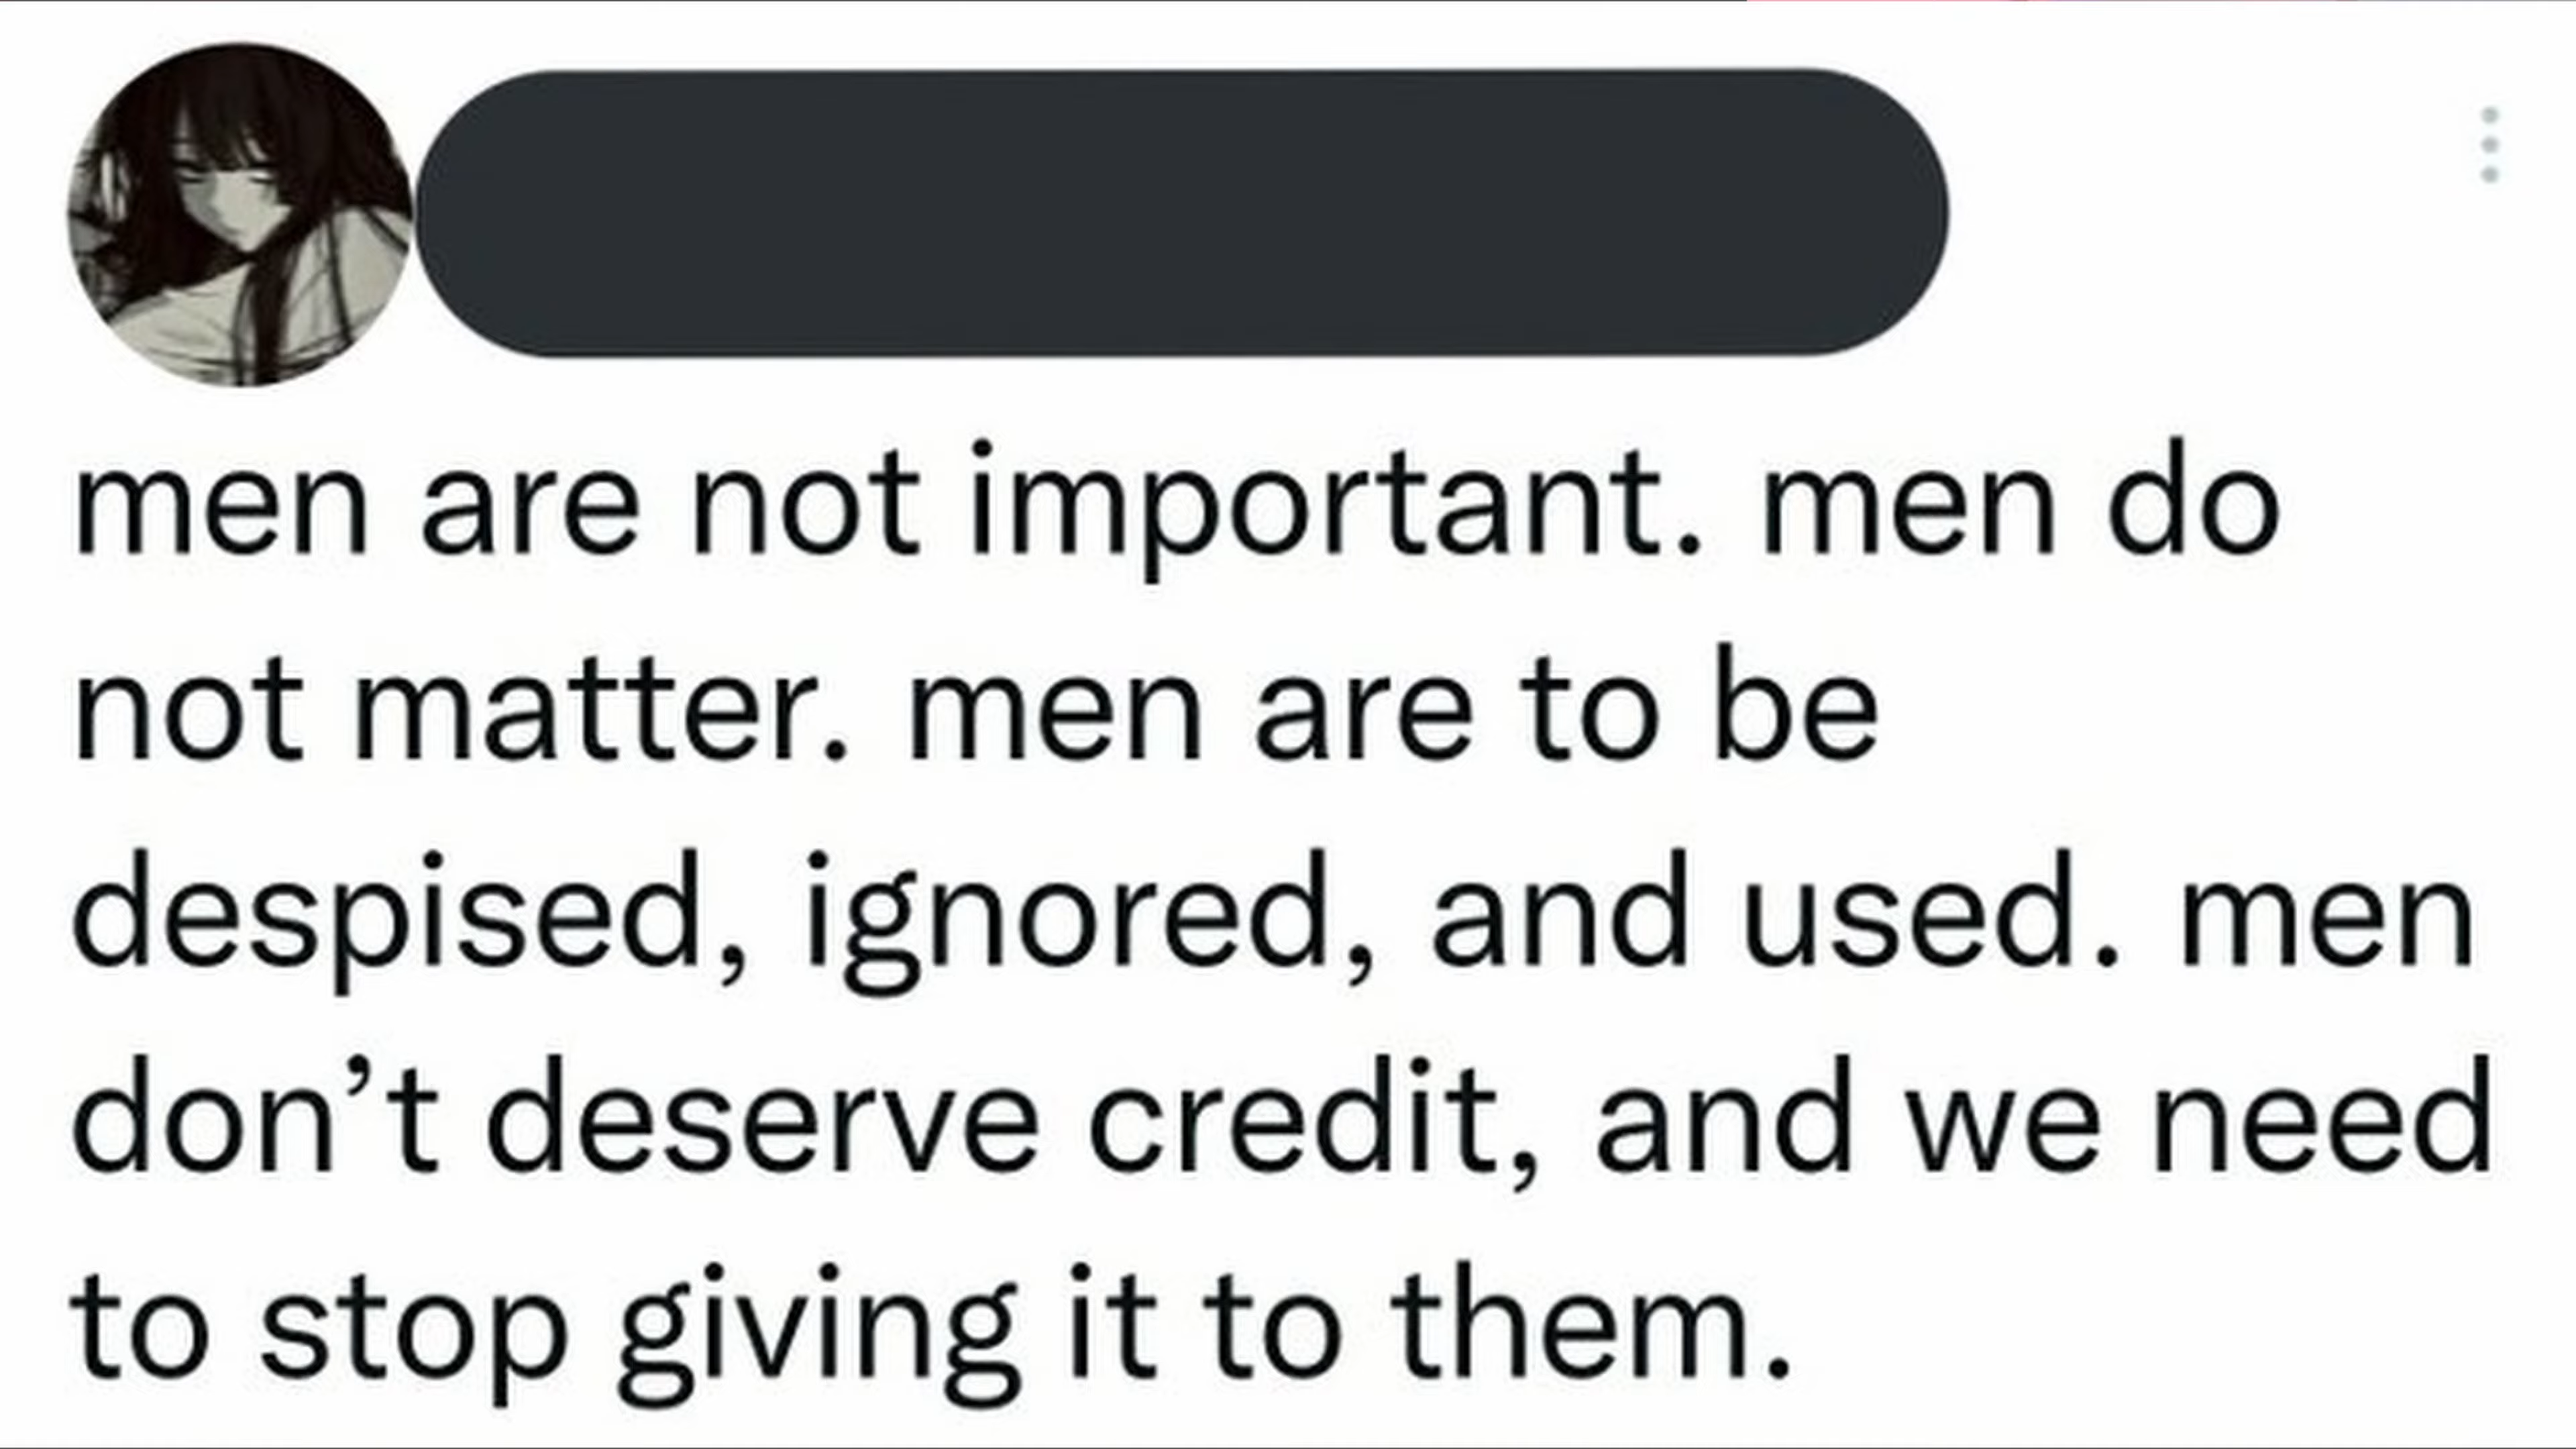 men are not important. men do
not matter. men are to be
despised, ignored, and used. men
don’t deserve credit, and we need
to stop giving it to them.